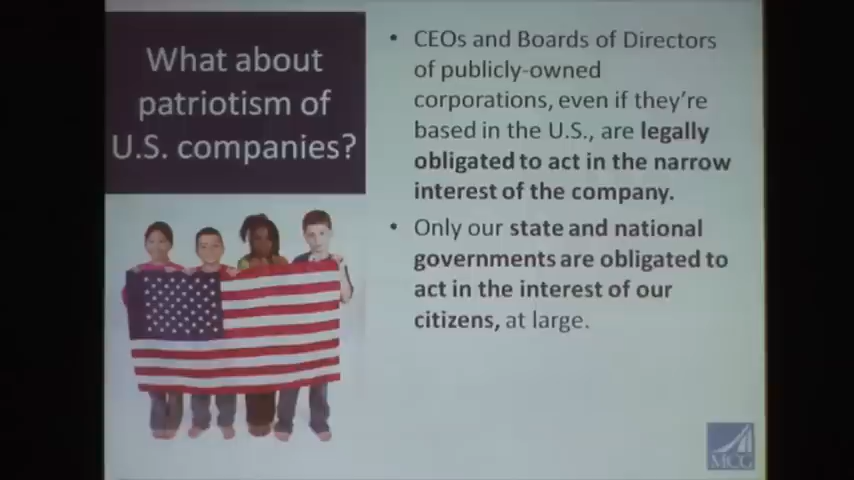 What about
patriotism of
U.S. companies?
• CEOs and Boards of Directors
of publicly-owned
corporations, even if they're
based in the U.S., are legally
obligated to act in the narrow
interest of the company.
• Only our state and national
governments are obligated to
act in the interest of our
citizens, at large.
MCG